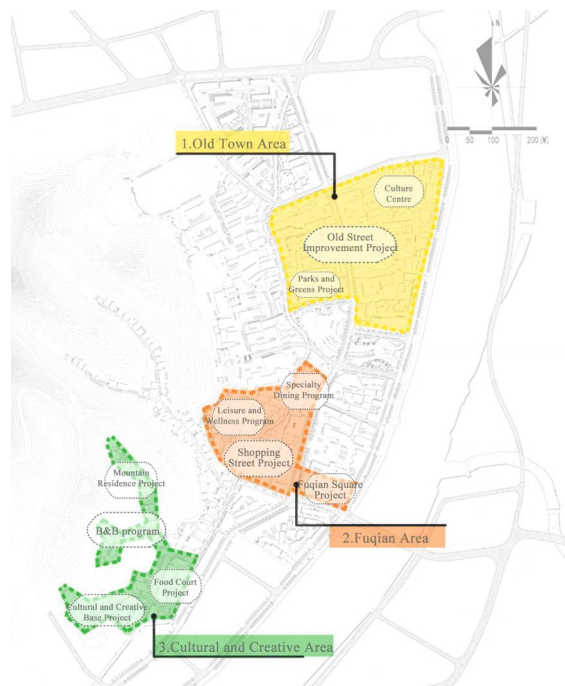 N
0
50
100
200 (M)
1.Old Town Area
Culture
Centre
Old Street
Improvement Project
Parks and
Greens Project
Specialty
Dining Program
Leisure and
Wellness Program
Shopping
Street Project
Fuqian Square
Project
2.Fuqian Area
Mountain
Residence Project
B&B program
Food Court
Project
Cultural and Creative
Base Project
3.Cultural and Creative Area